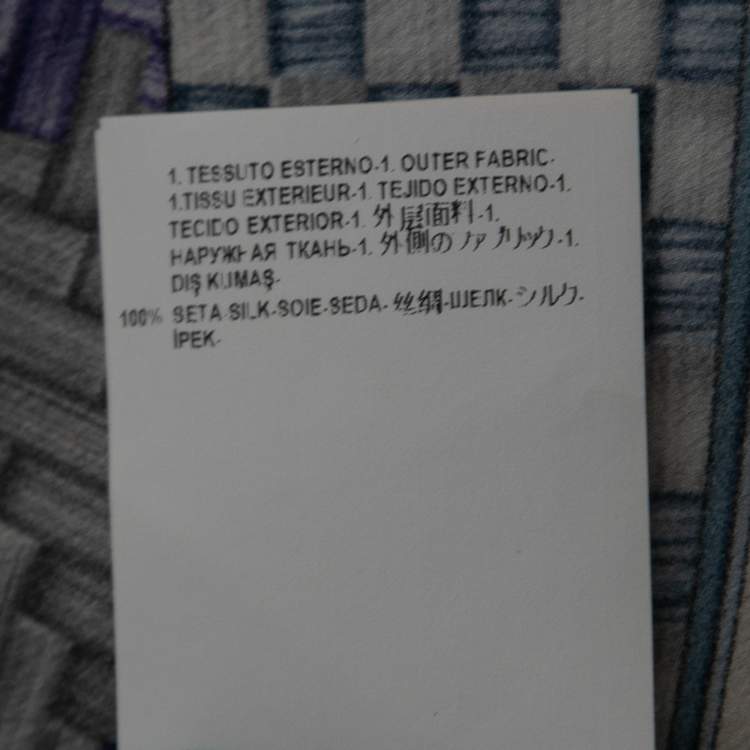 1. TESSUTO ESTERNO-1. OUTER FABRIC-
1.TISSU EXTERIEUR-1. TEJIDO EXTERNO-1.
TECIDO EXTERIOR-1. 外层面料-1.
НАРУЖНАЯ ТКАНЬ-1. 外側のファブリック-1.
DIŞ KUMAŞ-
100% SETA-SILK-SOIE-SEDA- 丝绸-ШЕЛК-シルク-
İPEK-